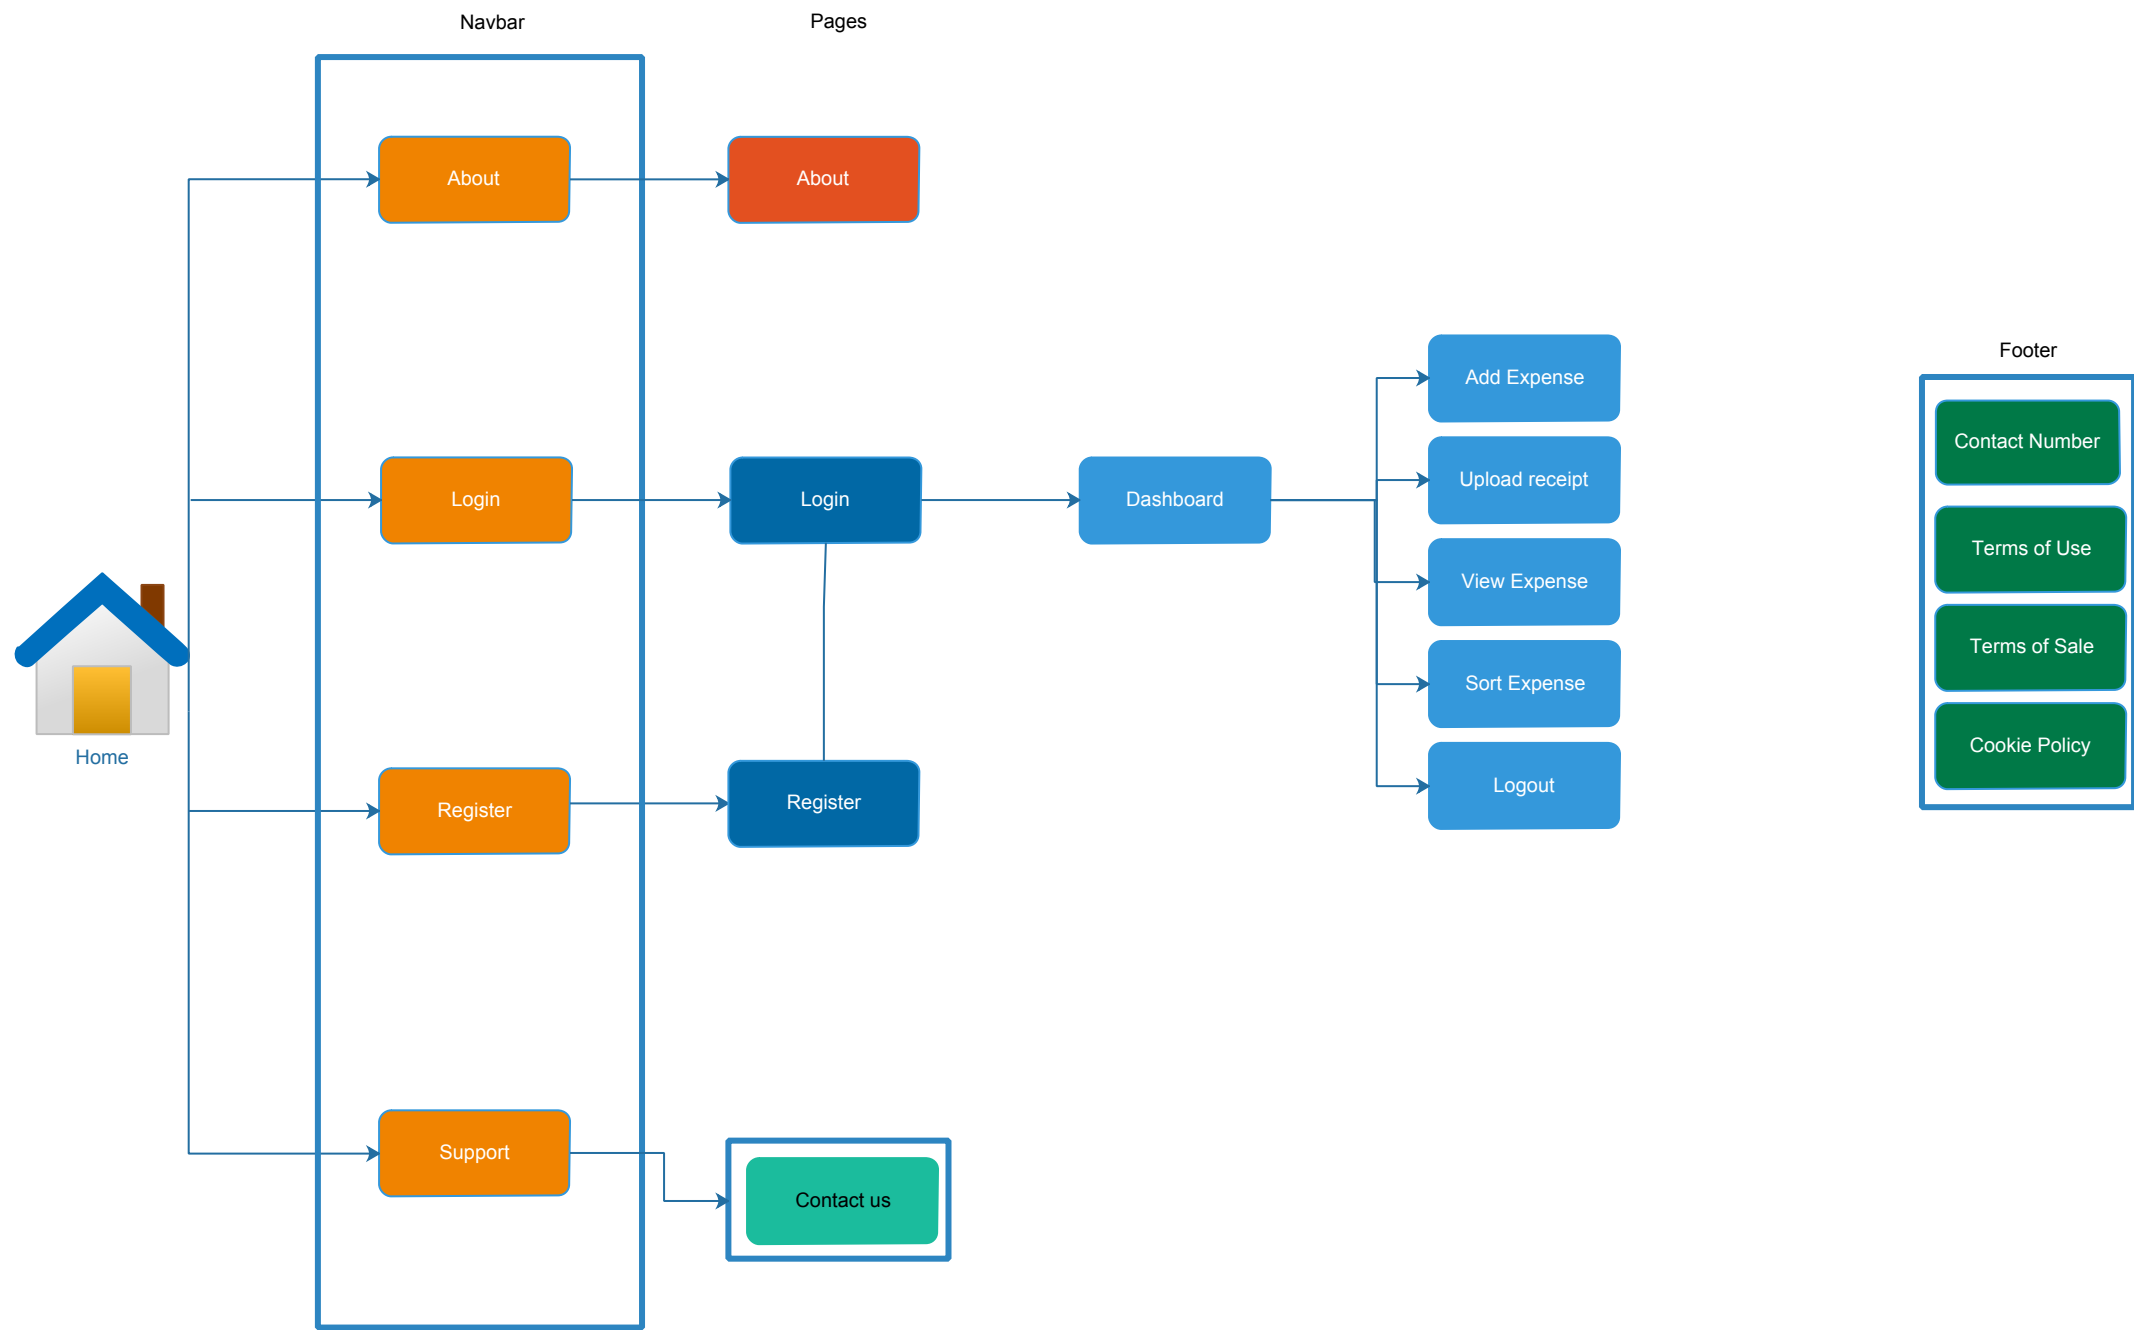 Navbar
Pages
About
About
Add Expense
Footer
Contact Number
Upload receipt
Login
Login
Dashboard
Terms of Use
View Expense
Terms of Sale
Sort Expense
Cookie Policy
Home
Logout
Register
Register
Support
Contact us